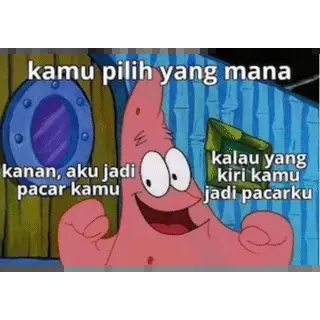 kamu pilih yang mana
kanan, aku jadi
pacar kamu
kalau yang
kiri kamu
jadi pacarku